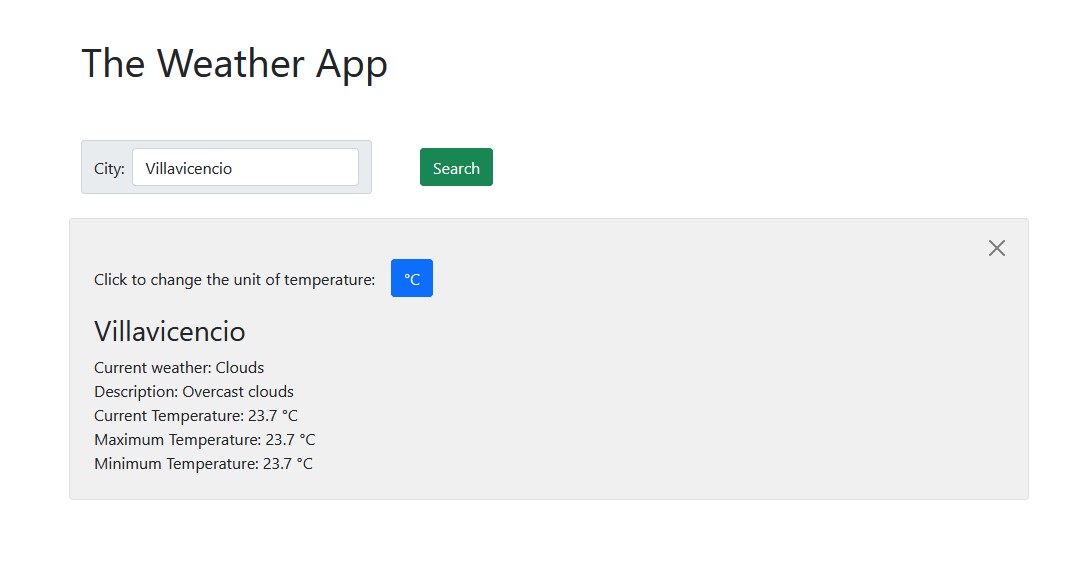 The Weather App
City: Villavicencio Search
Click to change the unit of temperature: °C
Villavicencio
Current weather: Clouds
Description: Overcast clouds
Current Temperature: 23.7 °C
Maximum Temperature: 23.7 °C
Minimum Temperature: 23.7 °C